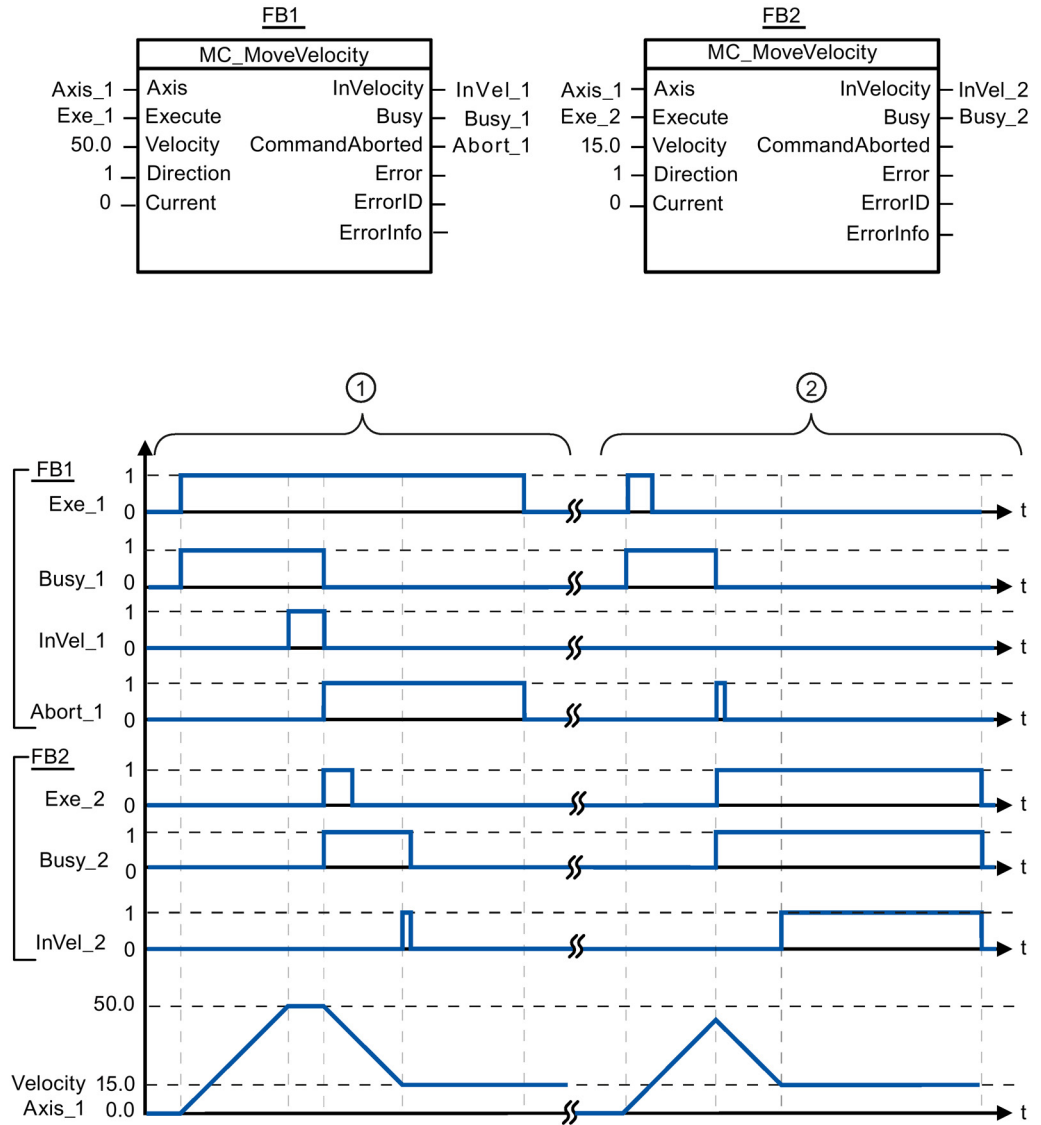 FB1 FB2
MC_MoveVelocity MC_MoveVelocity
Axis_1 Axis InVelocity InVel_1 Axis_1 Axis InVelocity InVel_2
Exe_1 Execute Busy Busy_1 Exe_2 Execute Busy Busy_2
50.0 Velocity CommandAborted Abort_1 15.0 Velocity CommandAborted
1 Direction Error 1 Direction Error
0 Current ErrorID 0 Current ErrorID
ErrorInfo ErrorInfo
1 2
FB1
1
Exe_1 0 t
1
Busy_1 0 t
1
InVel_1 0 t
1
Abort_1 0 t
FB2
1
Exe_2 0 t
1
Busy_2 0 t
1
InVel_2 0 t
50.0
Velocity 15.0
Axis_1 0.0 t